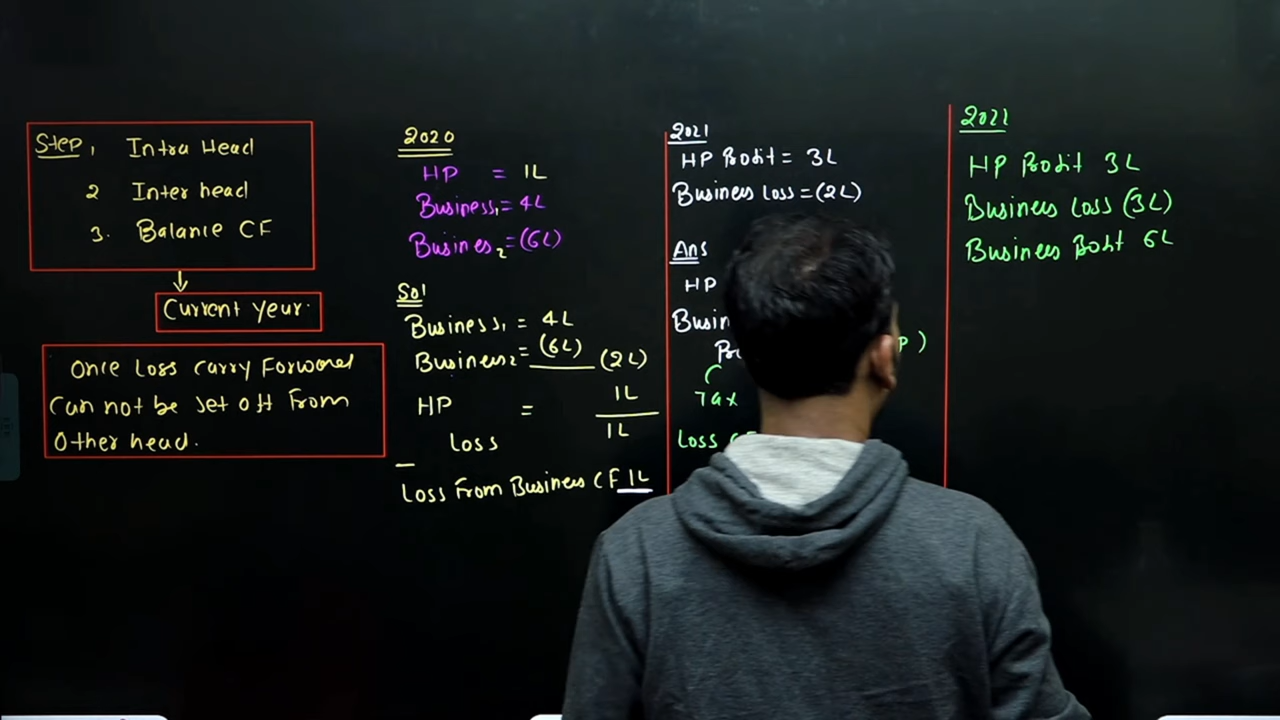 Step 1 Intra Head
2 Inter head
3. Balance CF
Current year.
Once Loss Carry Forward
Can not be set off from
Other head.
2020
HP = 1L
Business1 = 4L
Busines2 = (6L)
Sol
Business1 = 4L
Business2 = (6L) (2L)
HP = 1L
Loss 1L
Loss From Business CF 1L
2021
HP Profit = 3L
Business Loss = (2L)
Ans
HP
Tax
Loss
2022
HP Profit 3L
Business Loss (3L)
Business Profit 6L